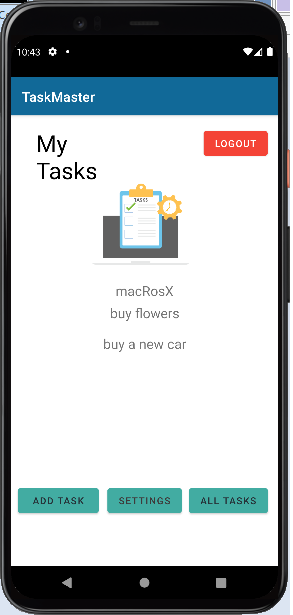 10:43
TaskMaster
My
Tasks
LOGOUT
TASKS
macRosX
buy flowers
buy a new car
ADD TASK
SETTINGS
ALL TASKS